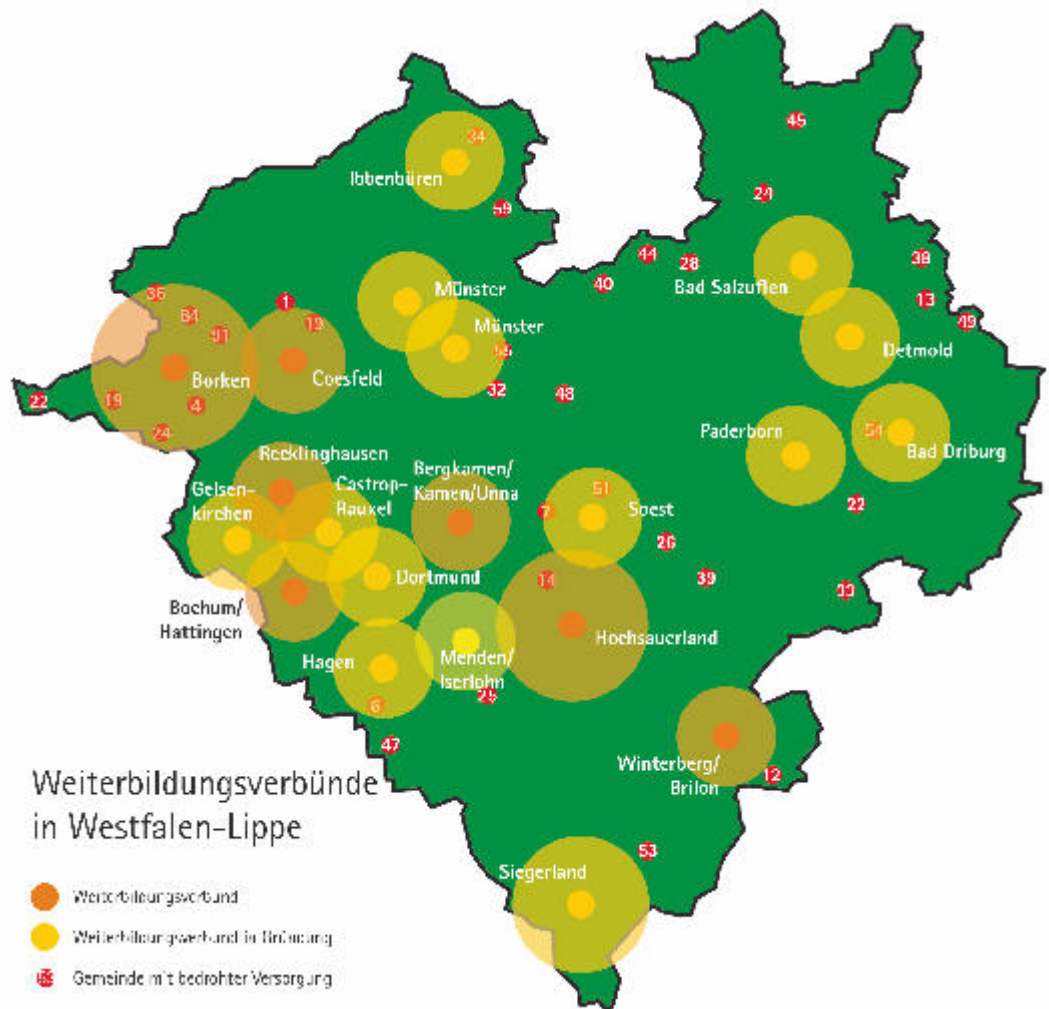 45
34
Ibbenbüren
24
59
44
28
38
40
Bad Salzuflen
13
36
1
Münster
49
19
Münster
Detmold
Borken
Coesfeld
22
19
4
32
48
24
Paderborn
54
Bad Driburg
Recklinghausen
Gelsen-
kirchen
Castrop-
Rauxel
Bergkamen/
Kamen/Unna
51
7
Soest
22
26
Dortmund
14
39
Bochum/
Hattingen
Hochsauerland
Hagen
Menden/
Iserlohn
25
6
47
Winterberg/
Brilon
12
Weiterbildungsverbünde
in Westfalen-Lippe
53
Siegerland
Weiterbildungsverbund
Weiterbildungsverbund in Gründung
Gemeinde mit bedrohter Versorgung